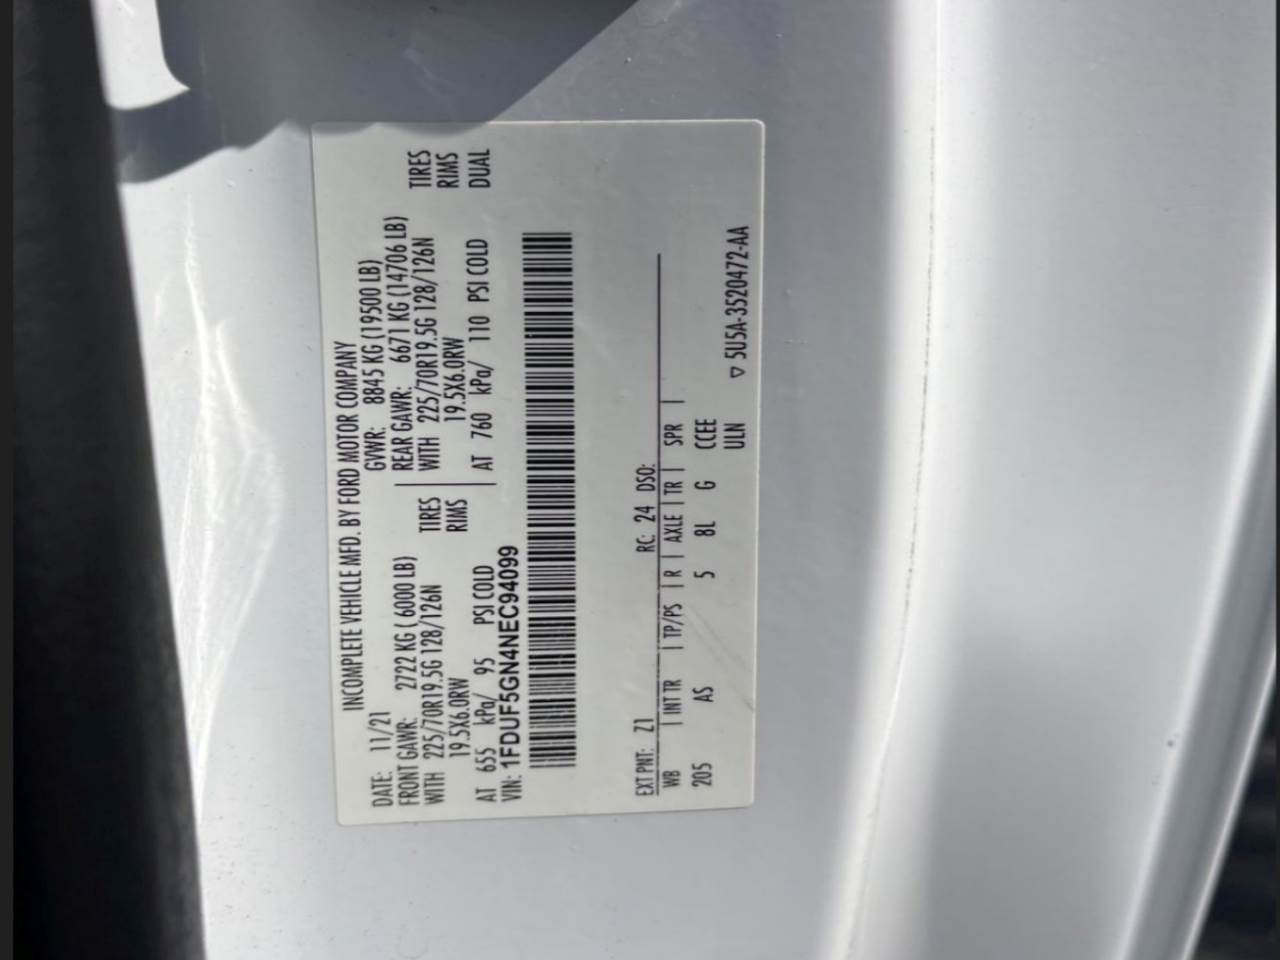 INCOMPLETE VEHICLE MFD. BY FORD MOTOR COMPANY
DATE: 11/21 GVWR: 8845 KG (19500 LB)
FRONT GAWR: 2722 KG ( 6000 LB) REAR GAWR: 6671 KG (14706 LB)
WITH 225/70R19.5G 128/126N TIRES WITH 225/70R19.5G 128/126N TIRES
19.5X6.0RW RIMS 19.5X6.0RW RIMS
AT 655 kPa/ 95 PSI COLD AT 760 kPa/ 110 PSI COLD DUAL
VIN: 1FDUF5GN4NEC94099
EXT PNT: Z1 RC: 24 DSO:
WB | INT TR | TP/PS | R | AXLE | TR | SPR |
205 AS 5 8L G CCEE
ULN ▽ 5U5A-3520472-AA